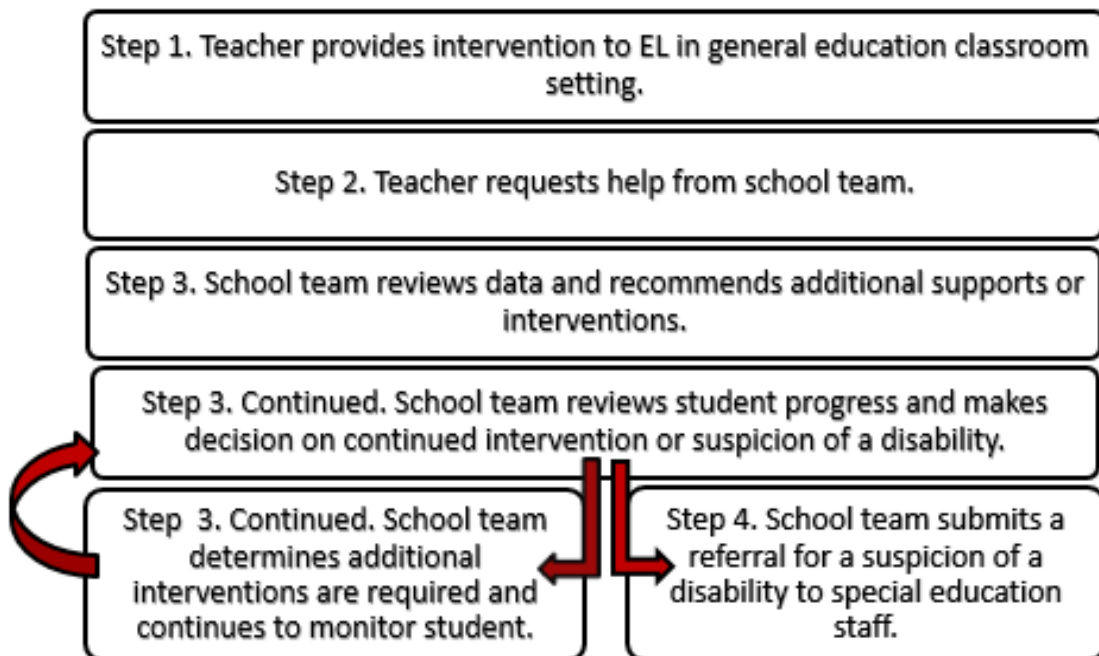 Step 1. Teacher provides intervention to EL in general education classroom
setting.
Step 2. Teacher requests help from school team.
Step 3. School team reviews data and recommends additional supports or
interventions.
Step 3. Continued. School team reviews student progress and makes
decision on continued intervention or suspicion of a disability.
Step 3. Continued. School team
determines additional
interventions are required and
continues to monitor student.
Step 4. School team submits a
referral for a suspicion of a
disability to special education
staff.